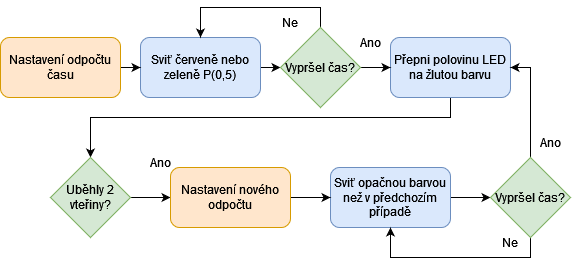 Ne
Nastavení odpočtu
času
Sviť červeně nebo
zeleně P(0,5)
Vypršel čas?
Ano
Přepni polovinu LED
na žlutou barvu
Uběhly 2
vteřiny?
Ano
Nastavení nového
odpočtu
Sviť opačnou barvou
než v předchozím
případě
Vypršel čas?
Ano
Ne